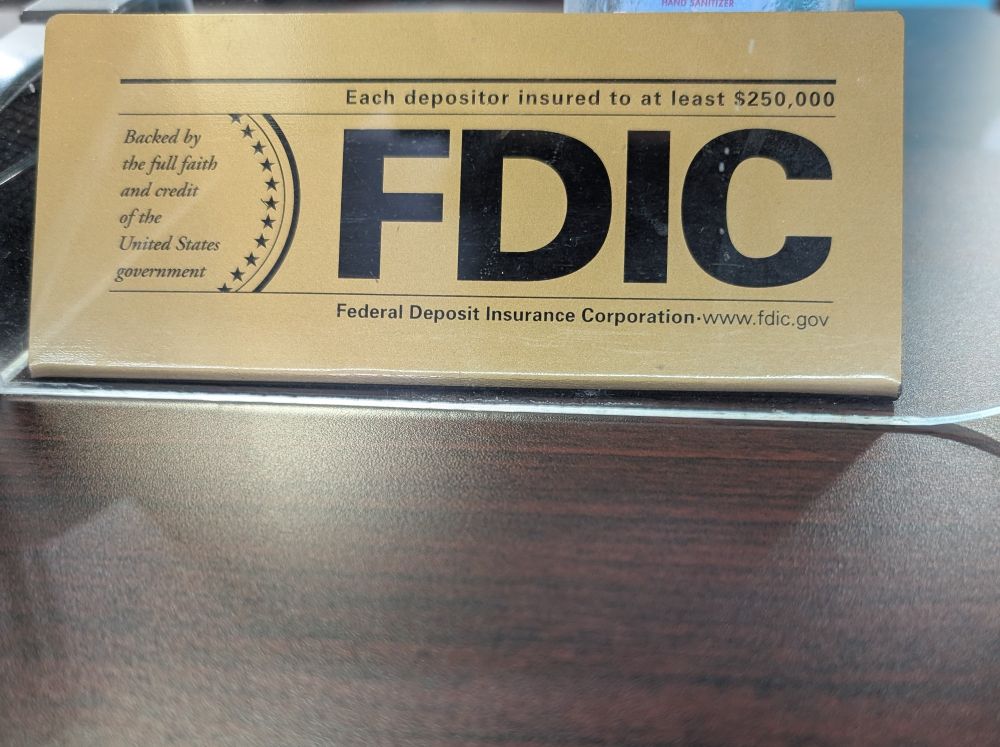 HAND SANITIZER
Each depositor insured to at least $250,000
Backed by
the full faith
and credit
of the
United States
government
FDIC
Federal Deposit Insurance Corporation·www.fdic.gov